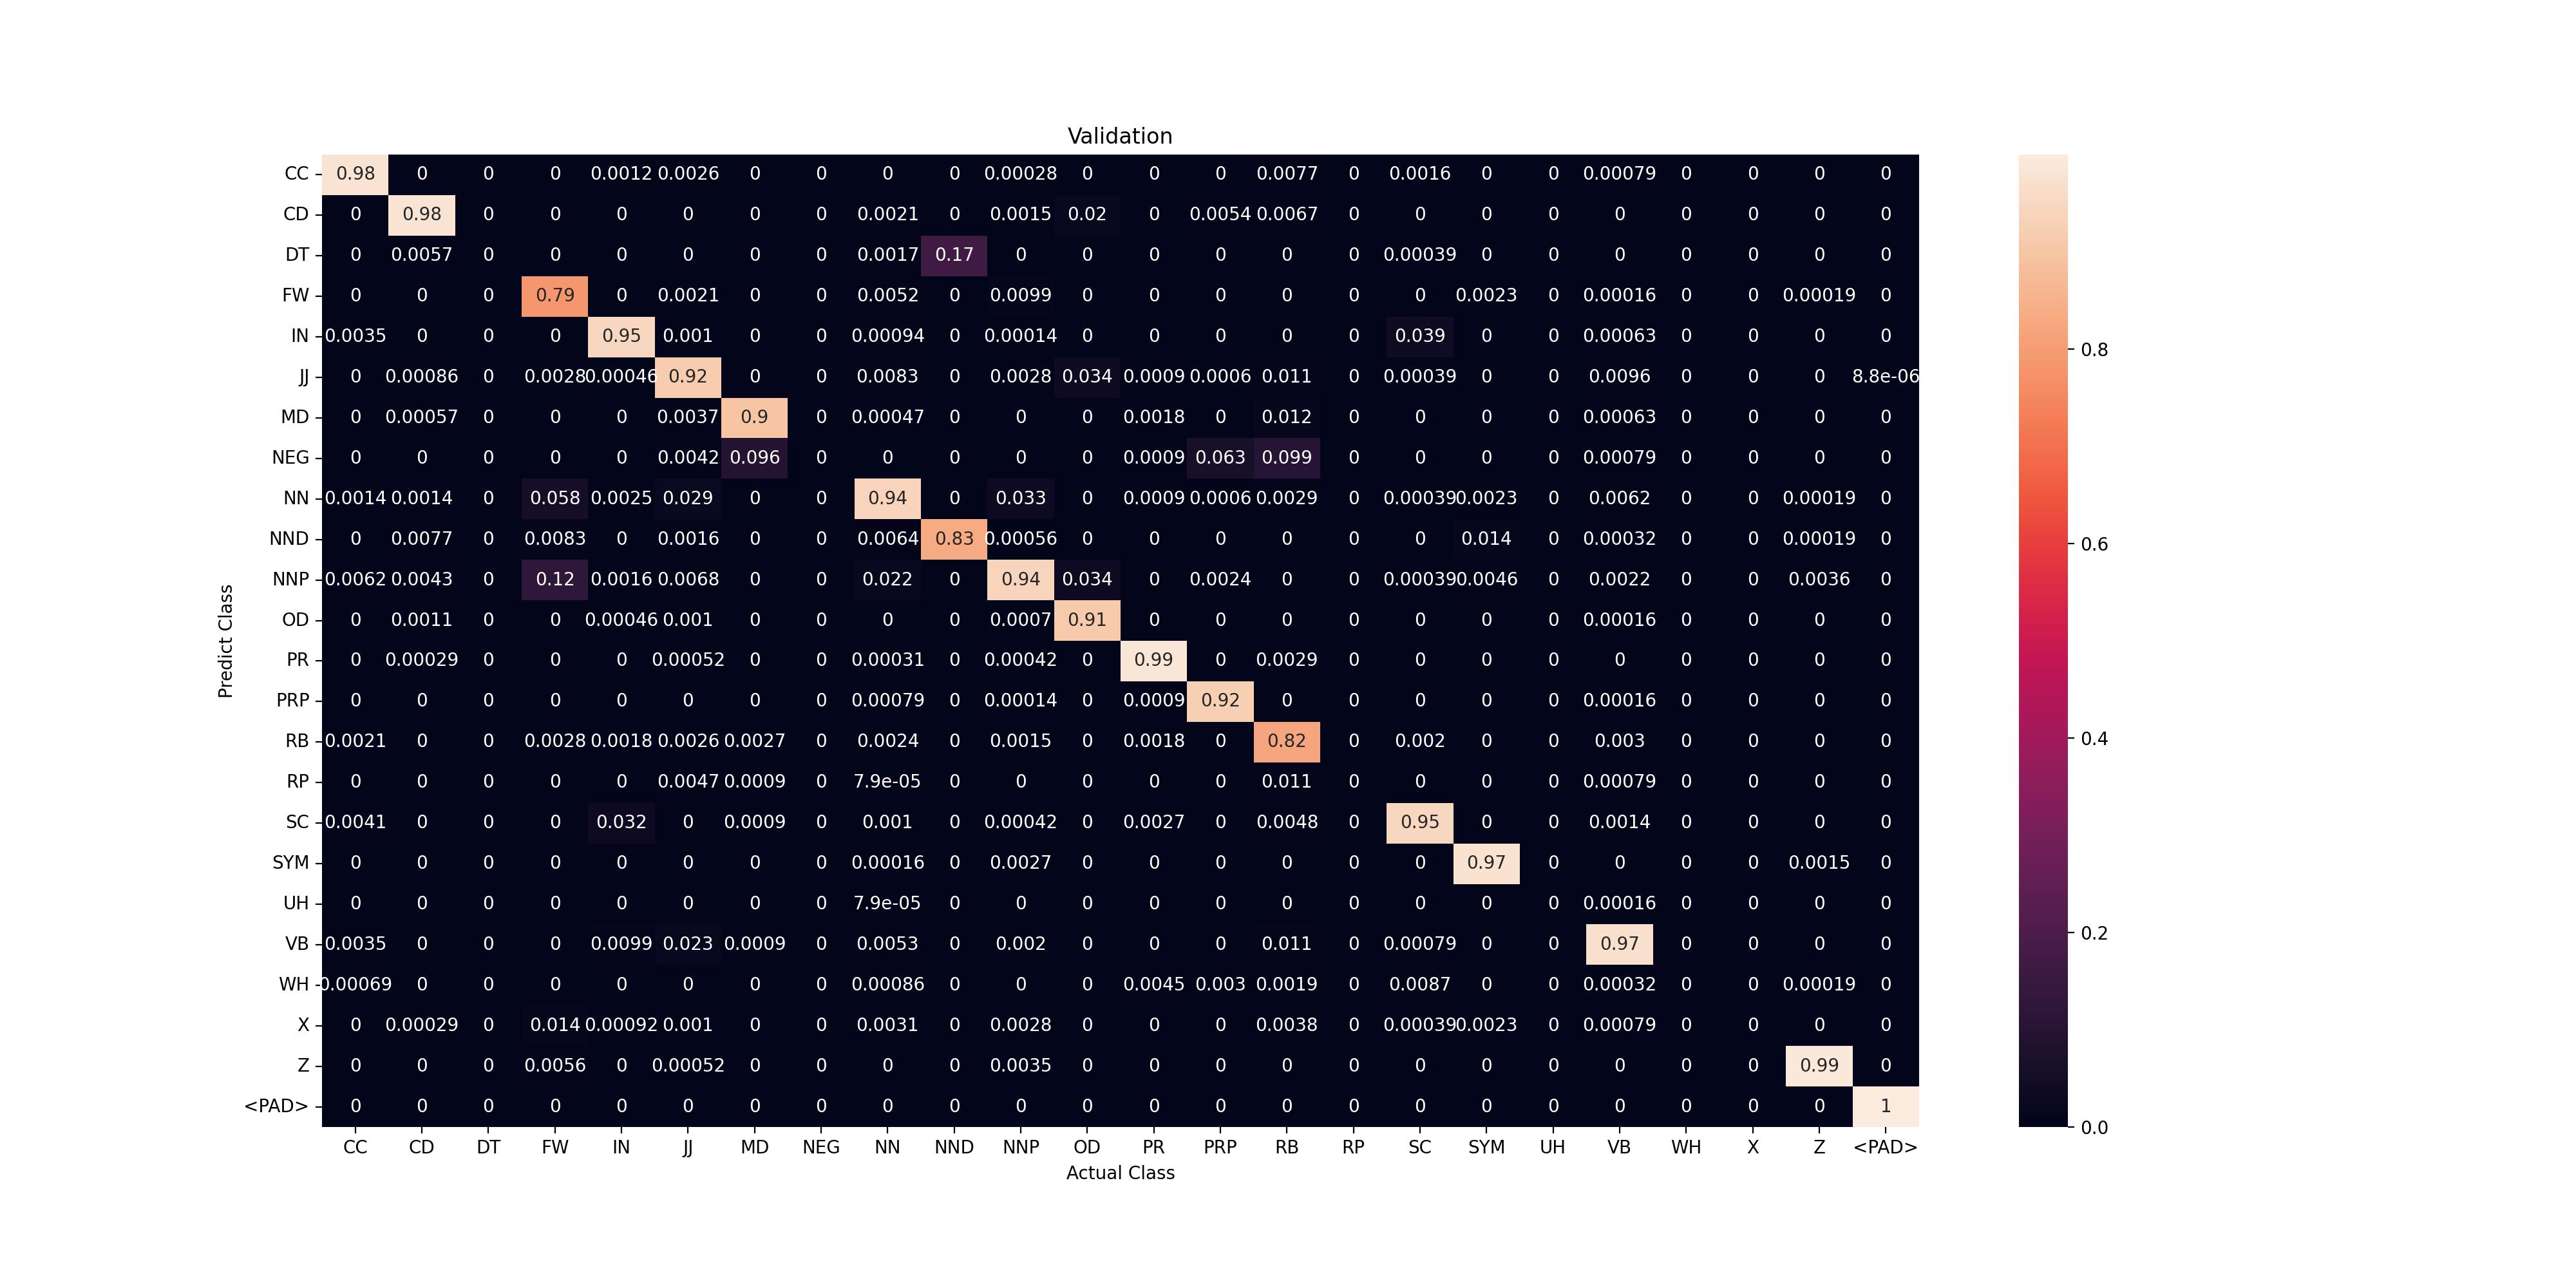 Validation
CC 0.98 0 0 0 0.0012 0.0026 0 0 0 0 0.00028 0 0 0 0.0077 0 0.0016 0 0 0.00079 0 0 0 0
CD 0 0.98 0 0 0 0 0 0 0.0021 0 0.0015 0.02 0 0.0054 0.0067 0 0 0 0 0 0 0 0 0
DT 0 0.0057 0 0 0 0 0 0 0.0017 0.17 0 0 0 0 0 0 0.00039 0 0 0 0 0 0 0
FW 0 0 0 0.79 0 0.0021 0 0 0.0052 0 0.0099 0 0 0 0 0 0 0.0023 0 0.00016 0 0 0.00019 0
IN 0.0035 0 0 0 0.95 0.001 0 0 0.00094 0 0.00014 0 0 0 0 0 0.039 0 0 0.00063 0 0 0 0
JJ 0 0.00086 0 0.0028 0.00046 0.92 0 0 0.0083 0 0.0028 0.034 0.0009 0.0006 0.011 0 0.00039 0 0 0.0096 0 0 0 8.8e-06
0.8
MD 0 0.00057 0 0 0 0.0037 0.9 0 0.00047 0 0 0 0.0018 0 0.012 0 0 0 0 0.00063 0 0 0 0
NEG 0 0 0 0 0 0.0042 0.096 0 0 0 0 0 0.0009 0.063 0.099 0 0 0 0 0.00079 0 0 0 0
NN 0.0014 0.0014 0 0.058 0.0025 0.029 0 0 0.94 0 0.033 0 0.0009 0.0006 0.0029 0 0.00039 0.0023 0 0.0062 0 0 0.00019 0
NND 0 0.0077 0 0.0083 0 0.0016 0 0 0.0064 0.83 0.00056 0 0 0 0 0 0 0.014 0 0.00032 0 0 0.00019 0
0.6
NNP 0.0062 0.0043 0 0.12 0.0016 0.0068 0 0 0.022 0 0.94 0.034 0 0.0024 0 0 0.00039 0.0046 0 0.0022 0 0 0.0036 0
OD 0 0.0011 0 0 0.00046 0.001 0 0 0 0 0.0007 0.91 0 0 0 0 0 0 0 0.00016 0 0 0 0
Predict Class
PR 0 0.00029 0 0 0 0.00052 0 0 0.00031 0 0.00042 0 0.99 0 0.0029 0 0 0 0 0 0 0 0 0
PRP 0 0 0 0 0 0 0 0 0.00079 0 0.00014 0 0.0009 0.92 0 0 0 0 0 0.00016 0 0 0 0
RB 0.0021 0 0 0.0028 0.0018 0.0026 0.0027 0 0.0024 0 0.0015 0 0.0018 0 0.82 0 0.002 0 0 0.003 0 0 0 0
0.4
RP 0 0 0 0 0 0.0047 0.0009 0 7.9e-05 0 0 0 0 0 0.011 0 0 0 0 0.00079 0 0 0 0
SC 0.0041 0 0 0 0.032 0 0.0009 0 0.001 0 0.00042 0 0.0027 0 0.0048 0 0.95 0 0 0.0014 0 0 0 0
SYM 0 0 0 0 0 0 0 0 0.00016 0 0.0027 0 0 0 0 0 0 0.97 0 0 0 0 0.0015 0
UH 0 0 0 0 0 0 0 0 7.9e-05 0 0 0 0 0 0 0 0 0 0 0.00016 0 0 0 0
0.2
VB 0.0035 0 0 0 0.0099 0.023 0.0009 0 0.0053 0 0.002 0 0 0 0.011 0 0.00079 0 0 0.97 0 0 0 0
WH 0.00069 0 0 0 0 0 0 0 0.00086 0 0 0 0.0045 0.003 0.0019 0 0.0087 0 0 0.00032 0 0 0.00019 0
X 0 0.00029 0 0.014 0.00092 0.001 0 0 0.0031 0 0.0028 0 0 0 0.0038 0 0.00039 0.0023 0 0.00079 0 0 0 0
Z 0 0 0 0.0056 0 0.00052 0 0 0 0 0.0035 0 0 0 0 0 0 0 0 0 0 0 0.99 0
<PAD> 0 0 0 0 0 0 0 0 0 0 0 0 0 0 0 0 0 0 0 0 0 0 0 1
0.0
CC CD DT FW IN JJ MD NEG NN NND NNP OD PR PRP RB RP SC SYM UH VB WH X Z <PAD>
Actual Class